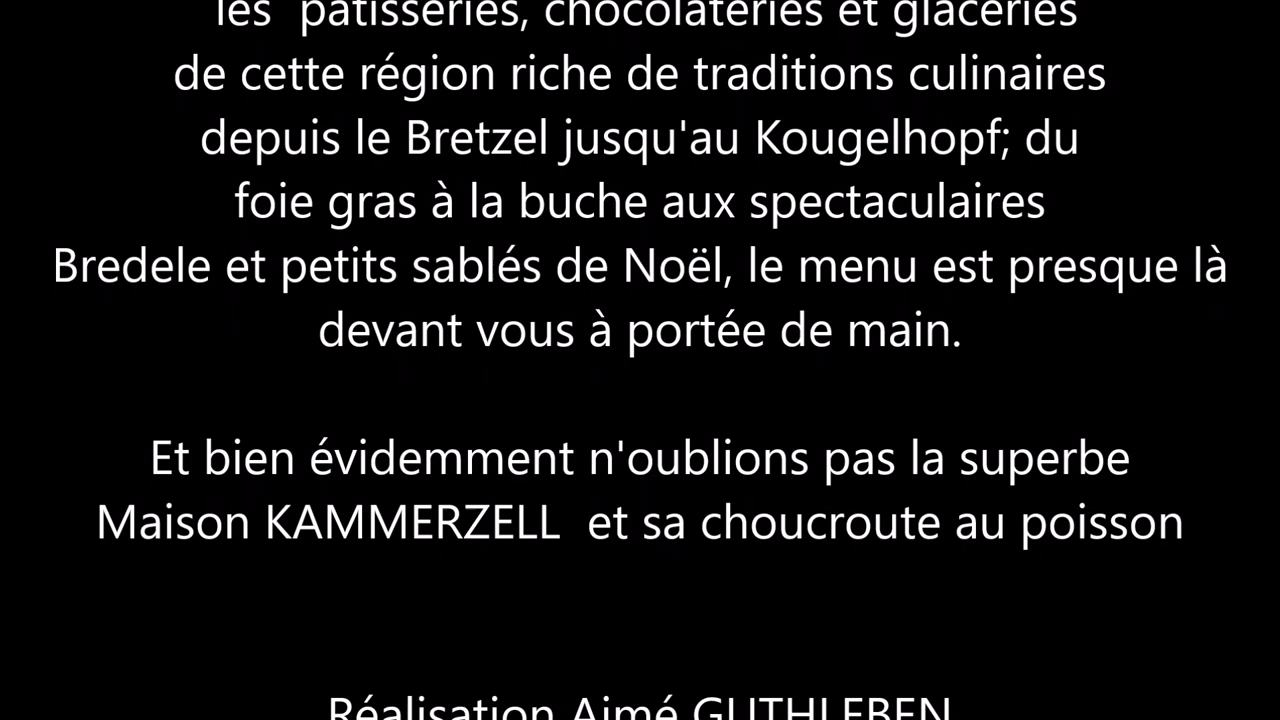 les pâtisseries, chocolateries et glaceries
de cette région riche de traditions culinaires
depuis le Bretzel jusqu'au Kougelhopf; du
foie gras à la buche aux spectaculaires
Bredele et petits sablés de Noël, le menu est presque là
devant vous à portée de main.
Et bien évidemment n'oublions pas la superbe
Maison KAMMERZELL et sa choucroute au poisson
Réalisation Aimé GUTHLEBEN